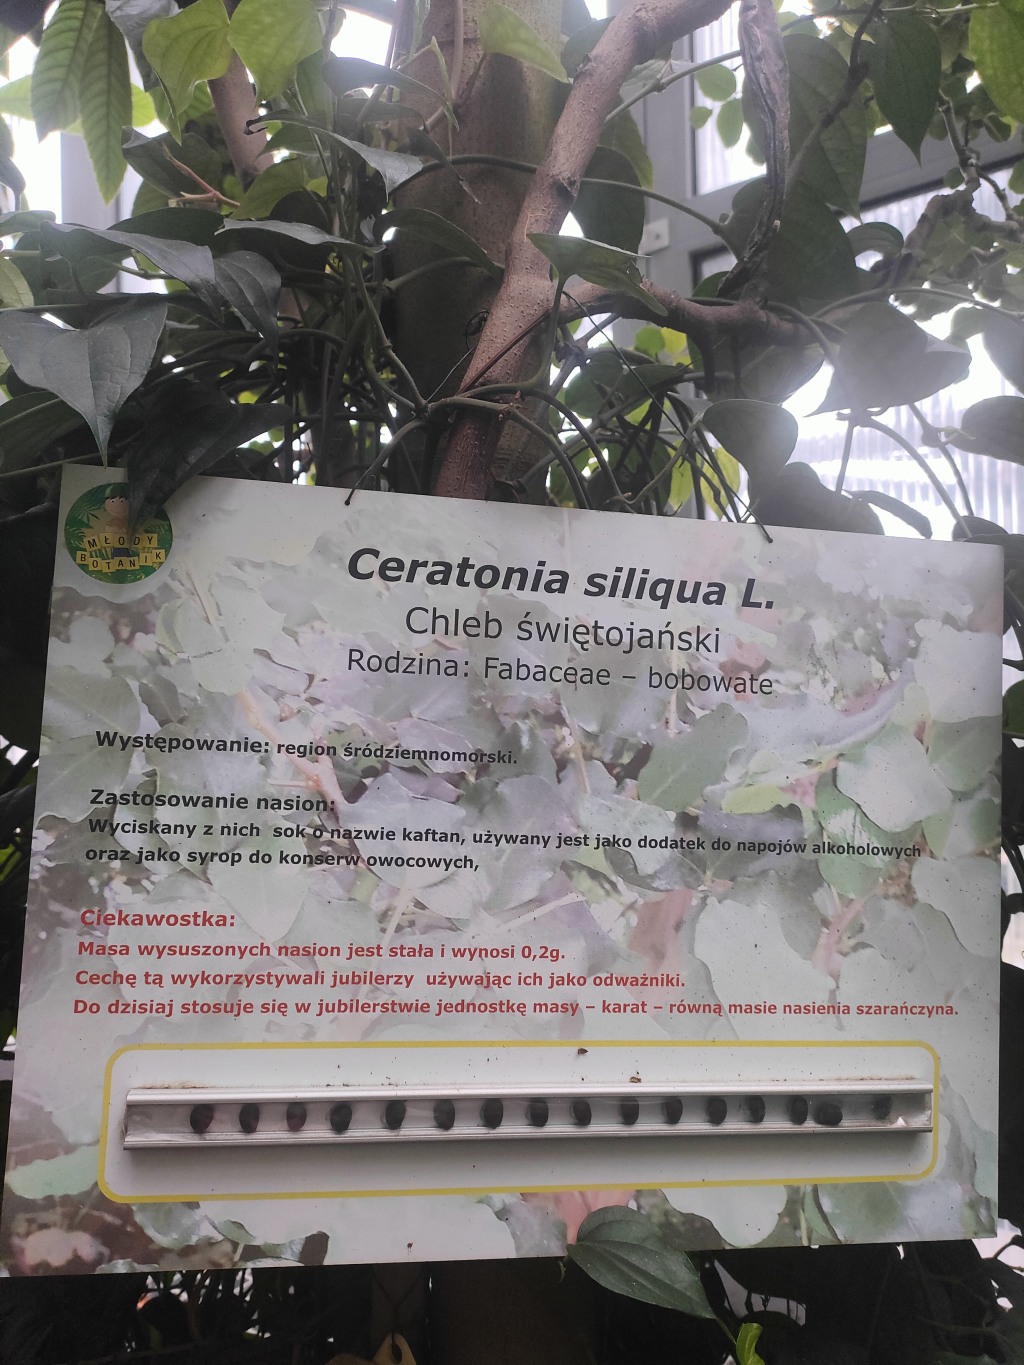 MŁODY
BOTANIK
Ceratonia siliqua L.
Chleb świętojański
Rodzina: Fabaceae – bobowate
Występowanie: region śródziemnomorski.
Zastosowanie nasion:
Wyciskany z nich sok o nazwie kaftan, używany jest jako dodatek do napojów alkoholowych
oraz jako syrop do konserw owocowych,
Ciekawostka:
Masa wysuszonych nasion jest stała i wynosi 0,2g.
Cechę tą wykorzystywali jubilerzy używając ich jako odważniki.
Do dzisiaj stosuje się w jubilerstwie jednostkę masy – karat – równą masie nasienia szarańczyna.